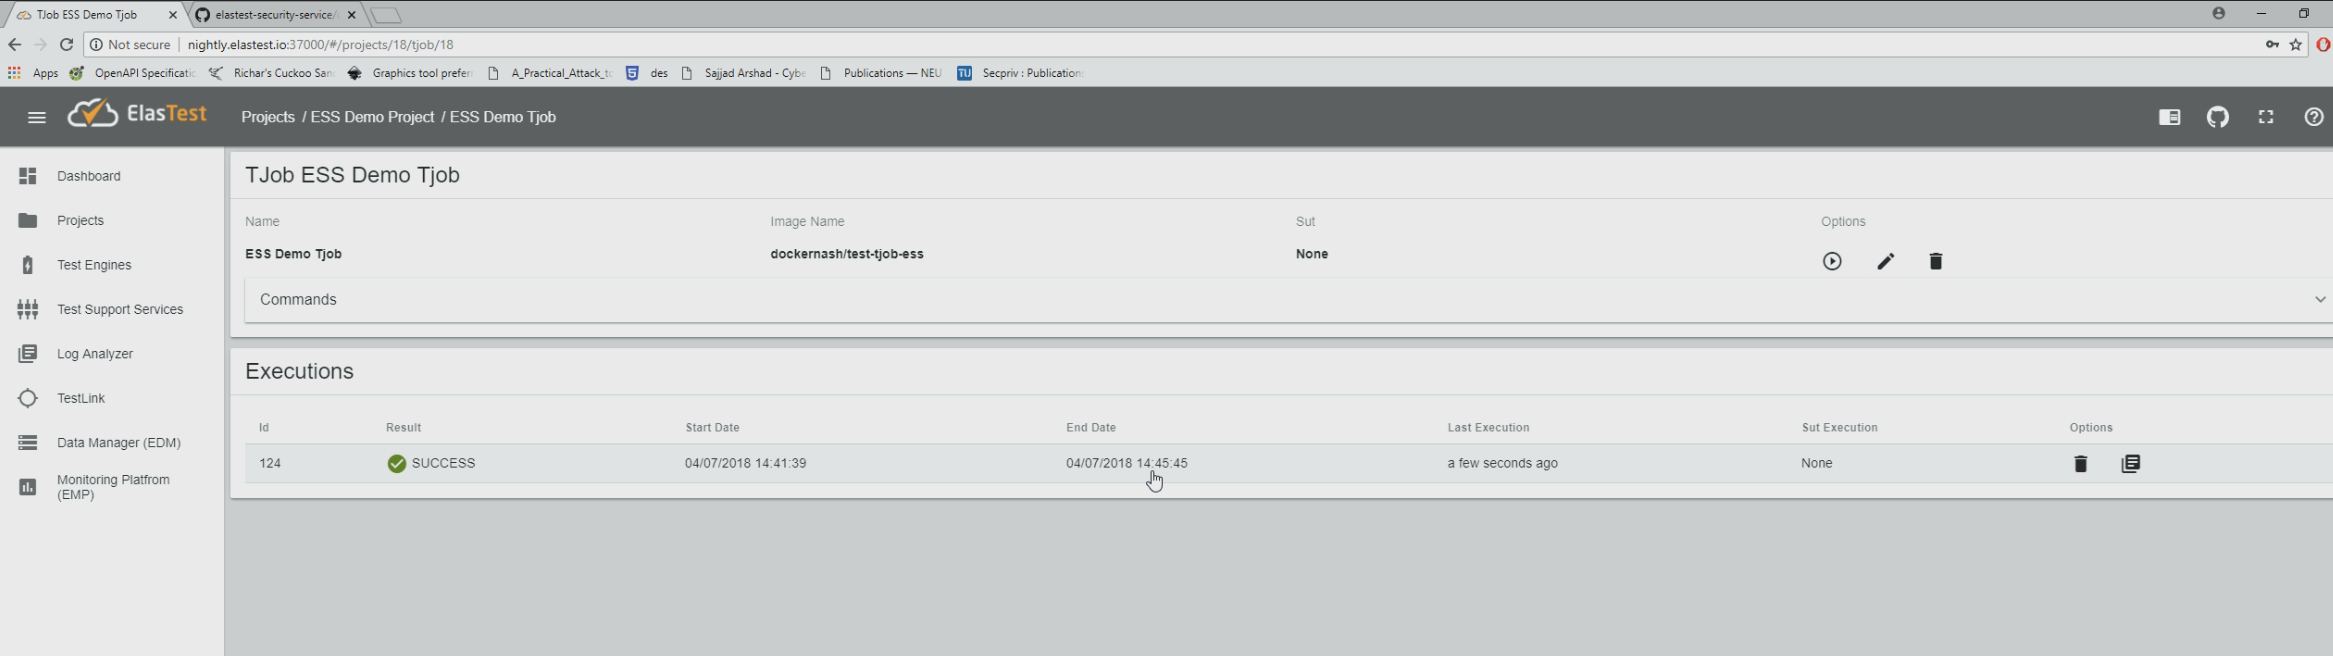 TJob ESS Demo Tjob
elastest-security-service/
Not secure | nightly.elastest.io:37000/#/projects/18/tjob/18
Apps OpenAPI Specificatio Richar's Cuckoo San Graphics tool prefer A_Practical_Attack_to des Sajjad Arshad - Cybe Publications — NEU TU Secpriv : Publication
ElasTest
Projects / ESS Demo Project / ESS Demo Tjob
Dashboard
Projects
Test Engines
Test Support Services
Log Analyzer
TestLink
Data Manager (EDM)
Monitoring Platfrom
(EMP)
TJob ESS Demo Tjob
Name Image Name Sut Options
ESS Demo Tjob dockernash/test-tjob-ess None
Commands
Executions
Id Result Start Date End Date Last Execution Sut Execution Options
124 SUCCESS 04/07/2018 14:41:39 04/07/2018 14:45:45 a few seconds ago None